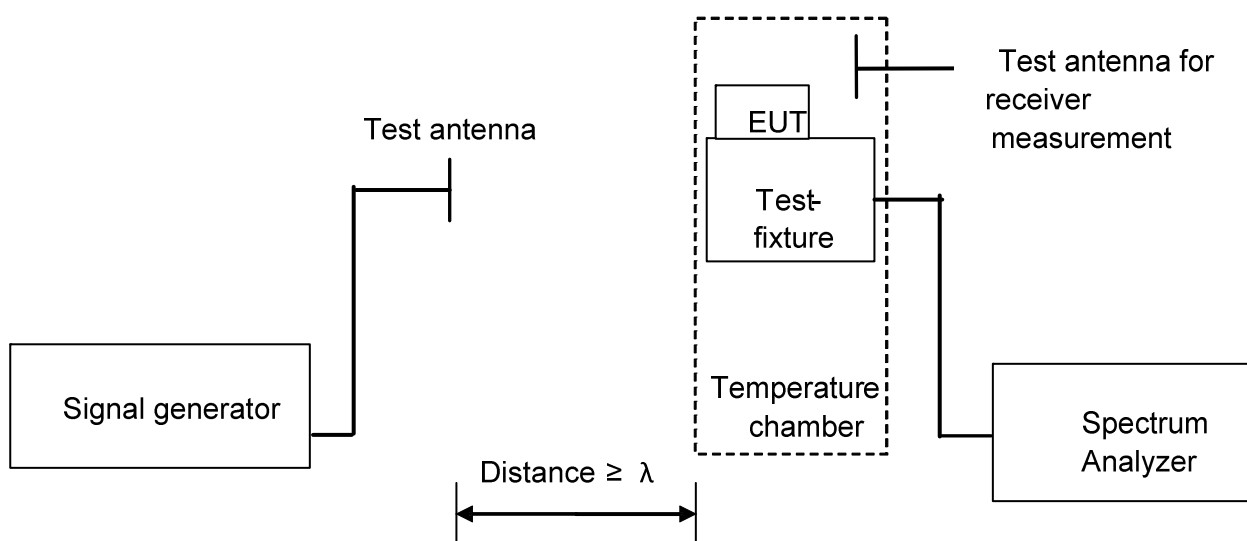 Test antenna
Signal generator
Distance ≥ λ
EUT
Test-
fixture
Temperature
chamber
Test antenna for
receiver
measurement
Spectrum
Analyzer